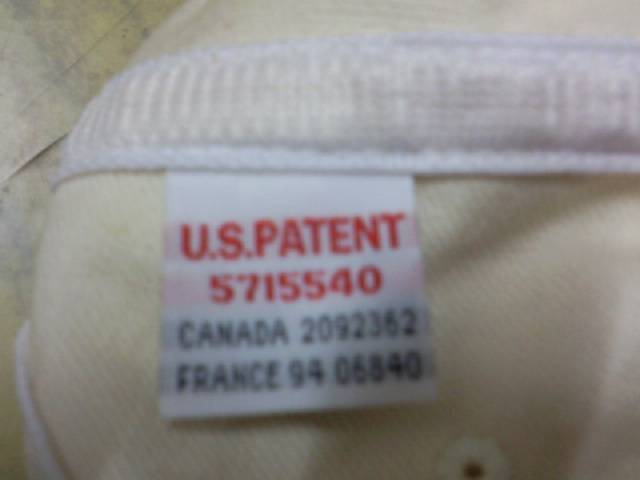 U.S.PATENT
5715540
CANADA 2092362
FRANCE 94 06840